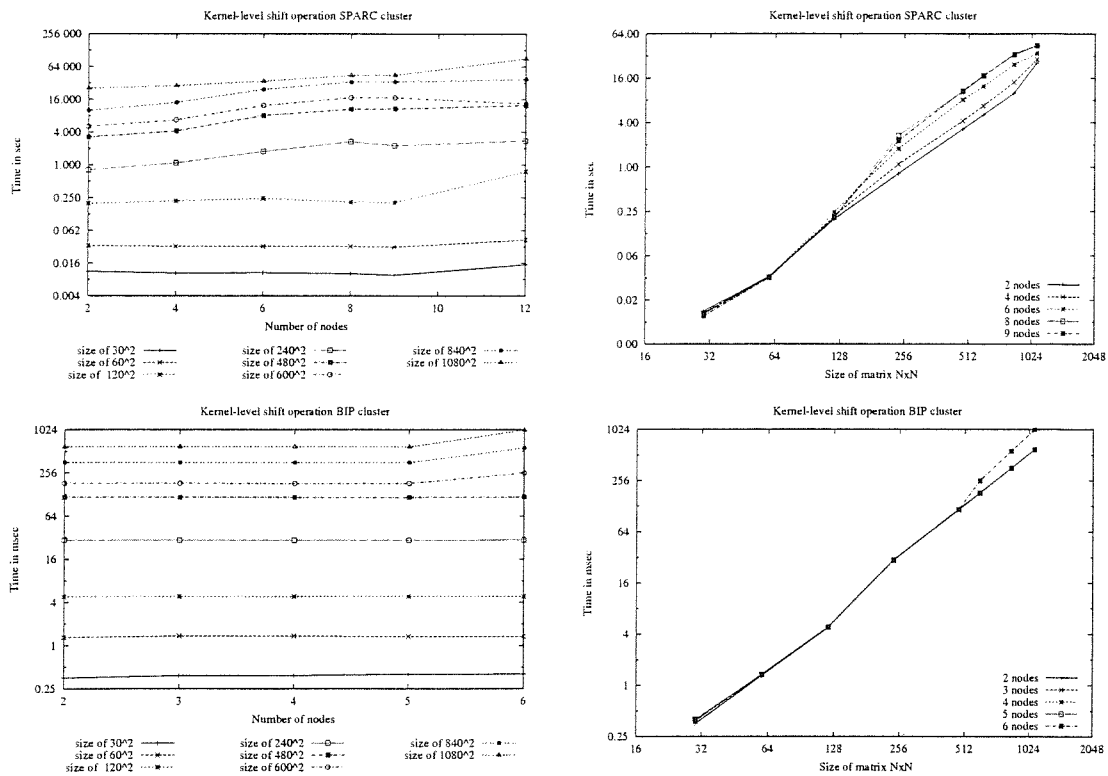 Kernel-level shift operation SPARC cluster
256 000
64 000
16.000
4.000
1.000
0.250
0.062
0.016
0.004
Time in sec
2
4
6
8
10
12
Number of nodes
size of 30^2
size of 60^2
size of 120^2
size of 240^2
size of 480^2
size of 600^2
size of 840^2
size of 1080^2
Kernel-level shift operation SPARC cluster
64.00
16.00
4.00
1.00
0.25
0.06
0.02
0.00
Time in sec
16
32
64
128
256
512
1024
2048
Size of matrix NxN
2 nodes
4 nodes
6 nodes
8 nodes
9 nodes
Kernel-level shift operation BIP cluster
1024
256
64
16
4
1
0.25
Time in msec
2
3
4
5
6
Number of nodes
size of 30^2
size of 60^2
size of 120^2
size of 240^2
size of 480^2
size of 600^2
size of 840^2
size of 1080^2
Kernel-level shift operation BIP cluster
1024
256
64
16
4
1
0.25
Time in msec
16
32
64
128
256
512
1024
2048
Size of matrix NxN
2 nodes
3 nodes
4 nodes
5 nodes
6 nodes